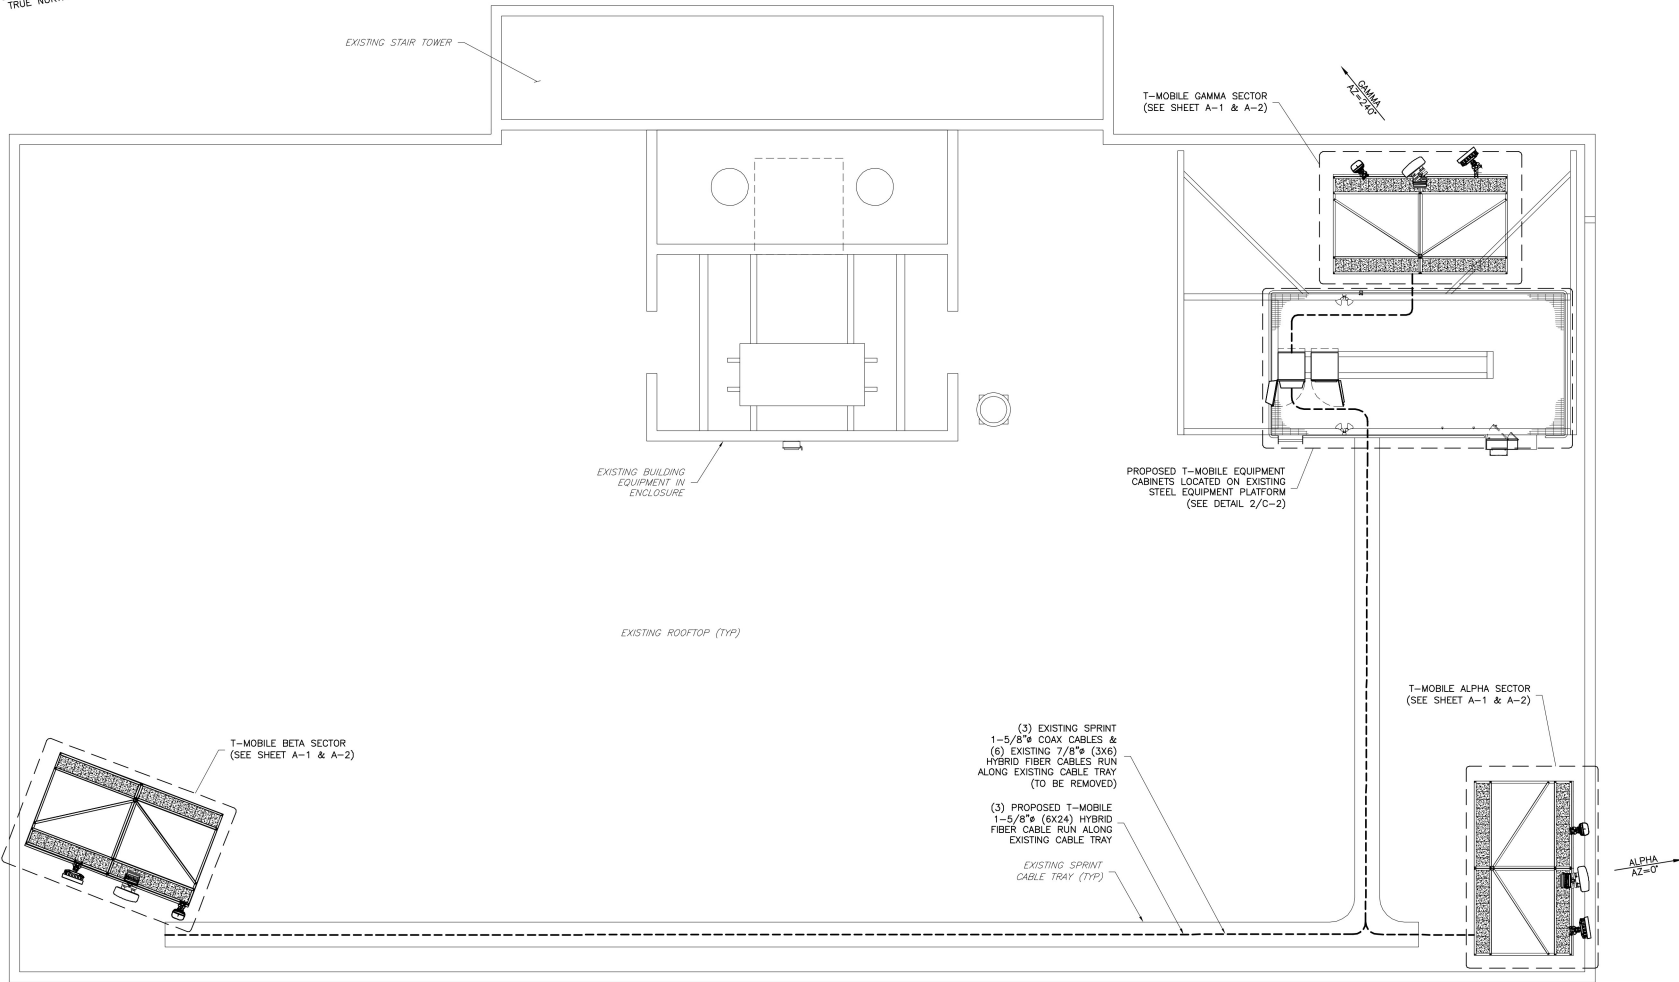 TRUE
EXISTING STAIR TOWER
T-MOBILE GAMMA SECTOR
(SEE SHEET A-1 & A-2)
GAMMA
AZ=240°
EXISTING BUILDING
EQUIPMENT IN
ENCLOSURE
PROPOSED T-MOBILE EQUIPMENT
CABINETS LOCATED ON EXISTING
STEEL EQUIPMENT PLATFORM
(SEE DETAIL 2/C-2)
EXISTING ROOFTOP (TYP)
T-MOBILE ALPHA SECTOR
(SEE SHEET A-1 & A-2)
T-MOBILE BETA SECTOR
(SEE SHEET A-1 & A-2)
(3) EXISTING SPRINT
1-5/8"ø COAX CABLES &
(6) EXISTING 7/8"ø (3X6)
HYBRID FIBER CABLES RUN
ALONG EXISTING CABLE TRAY
(TO BE REMOVED)
(3) PROPOSED T-MOBILE
1-5/8"ø (6X24) HYBRID
FIBER CABLE RUN ALONG
EXISTING CABLE TRAY
EXISTING SPRINT
CABLE TRAY (TYP)
ALPHA
AZ=0°